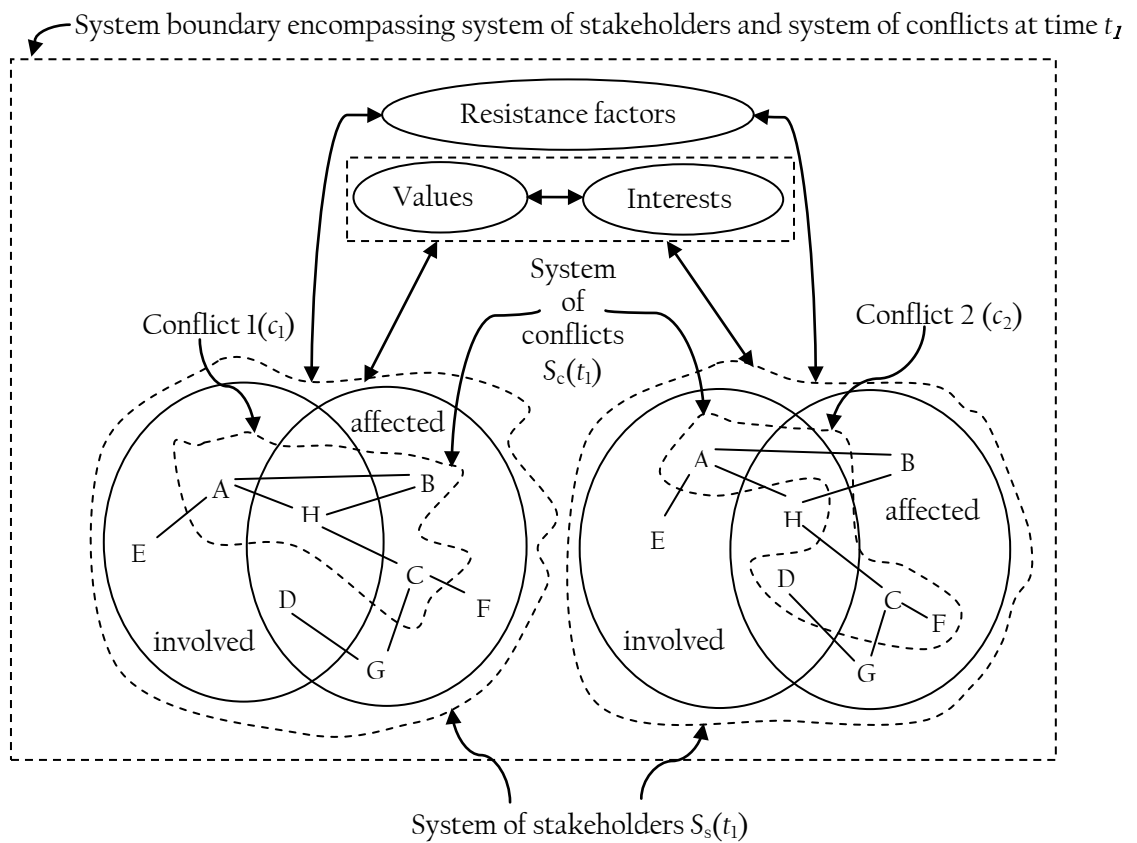 System boundary encompassing system of stakeholders and system of conflicts at time t1
Resistance factors
Values
Interests
System
of
conflicts
Sc(t1)
Conflict 1(c1)
Conflict 2 (c2)
affected
A
B
H
E
C
D
F
involved
G
A
B
H
affected
E
D
C
F
involved
G
System of stakeholders Ss(t1)